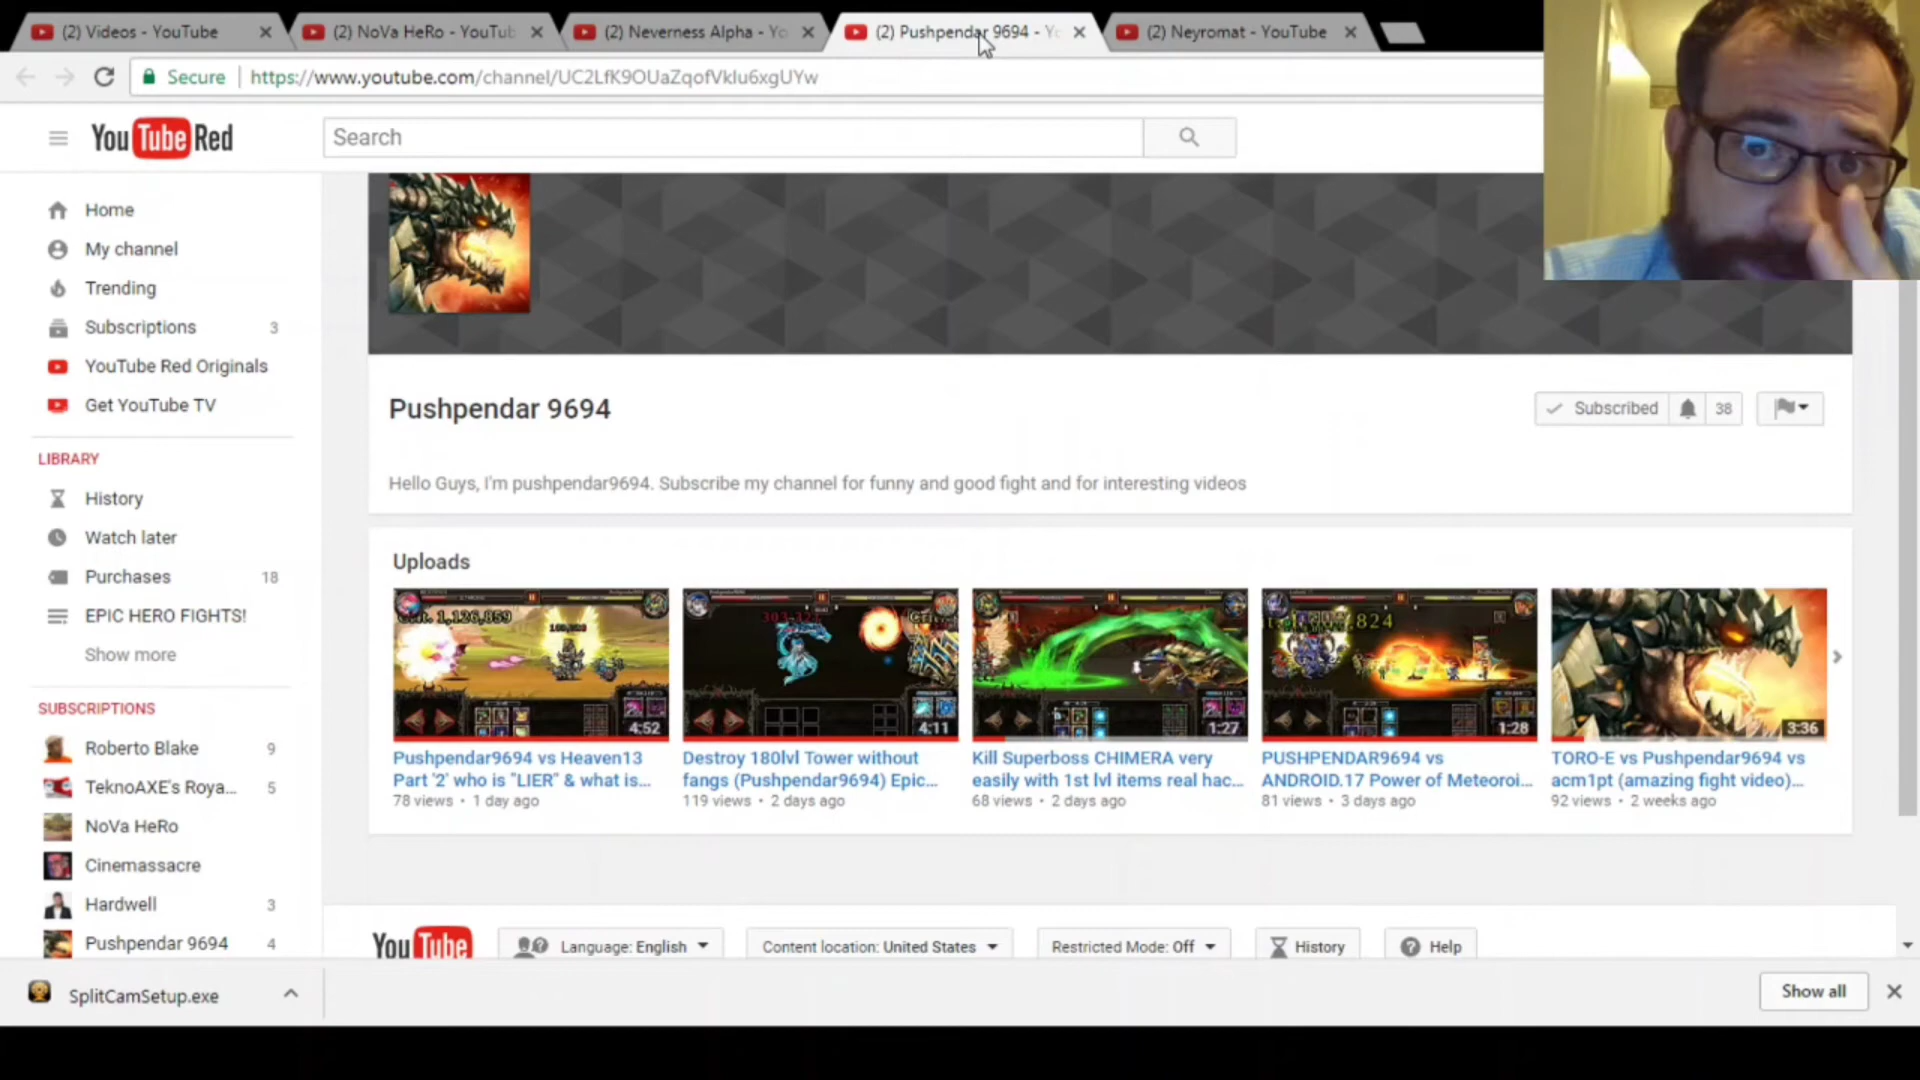 (2) Videos - YouTube
(2) NoVa HeRo - YouTub
(2) Neverness Alpha - Yo
(2) Pushpendar 9694 - Yo
(2) Neyromat - YouTube
Secure
https://www.youtube.com/channel/UC2LfK9OUaZqofVkIu6xgUYw
YouTube Red
Search
Home
My channel
Trending
Subscriptions 3
YouTube Red Originals
Get YouTube TV
LIBRARY
History
Watch later
Purchases 18
EPIC HERO FIGHTS!
Show more
SUBSCRIPTIONS
Roberto Blake 9
TeknoAXE's Roya... 5
NoVa HeRo
Cinemassacre
Hardwell 3
Pushpendar 9694 4
Pushpendar 9694
Subscribed 38
Hello Guys, I'm pushpendar9694. Subscribe my channel for funny and good fight and for interesting videos
Uploads
Crit. 1,126,859
4:52
4:11
1:27
1:28
3:36
Pushpendar9694 vs Heaven13
Part '2' who is "LIER" & what is...
78 views • 1 day ago
Destroy 180lvl Tower without
fangs (Pushpendar9694) Epic...
119 views • 2 days ago
Kill Superboss CHIMERA very
easily with 1st lvl items real hac...
68 views • 2 days ago
PUSHPENDAR9694 vs
ANDROID.17 Power of Meteoroi...
81 views • 3 days ago
TORO-E vs Pushpendar9694 vs
acm1pt (amazing fight video)...
92 views • 2 weeks ago
YouTube
Language: English
Content location: United States
Restricted Mode: Off
History
Help
SplitCamSetup.exe
Show all